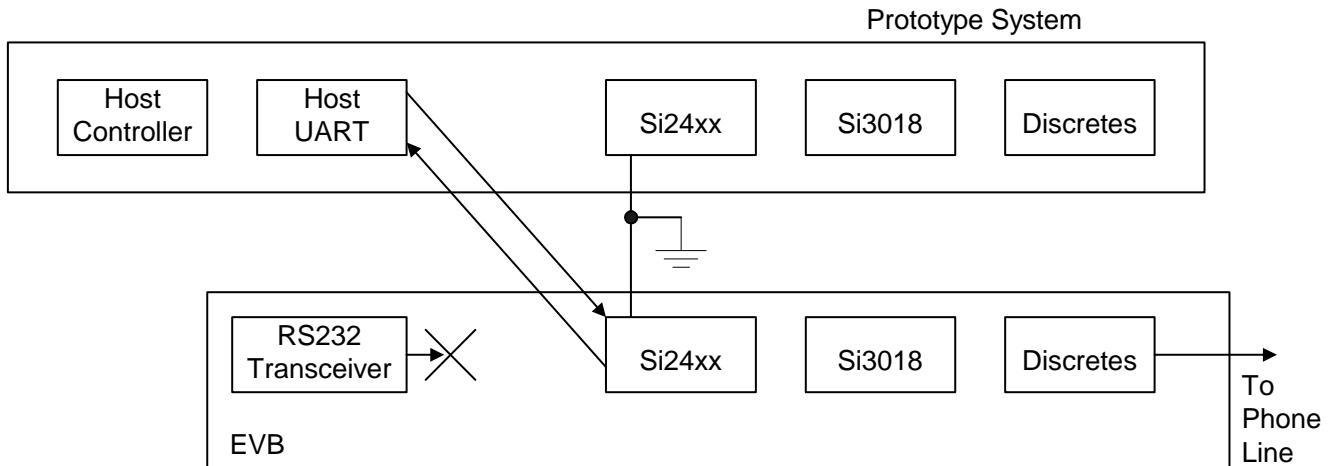 Prototype System
Host
Controller
Host
UART
Si24xx
Si3018
Discretes
RS232
Transceiver
Si24xx
Si3018
Discretes
To
Phone
Line
EVB